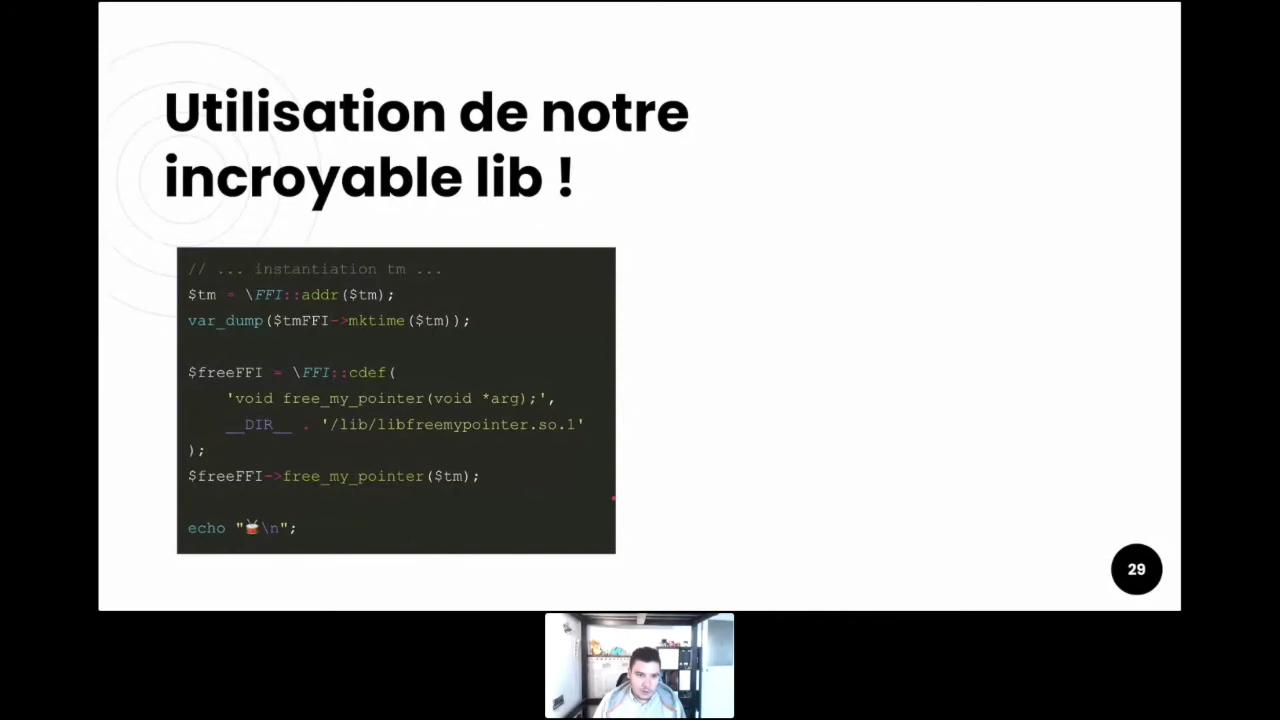 Utilisation de notre
incroyable lib !
// ... instantiation tm ...
$tm = \FFI::addr($tm);
var_dump($tmFFI->mktime($tm));
$freeFFI = \FFI::cdef(
'void free_my_pointer(void *arg);',
__DIR__ . '/lib/libfreemypointer.so.1'
);
$freeFFI->free_my_pointer($tm);
echo "🥁\n";
29